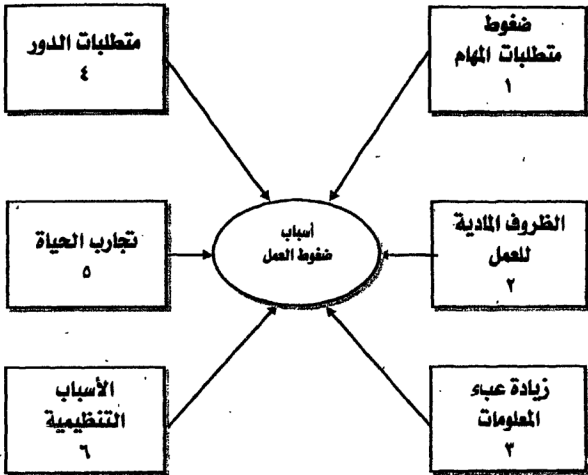 ضغوط
متطلبات المهام
١
الظروف المادية
للعمل
٢
زيادة عبء
المعلومات
٣
متطلبات الدور
٤
تجارب الحياة
٥
الأسباب
التنظيمية
٦
أسباب
ضغوط العمل